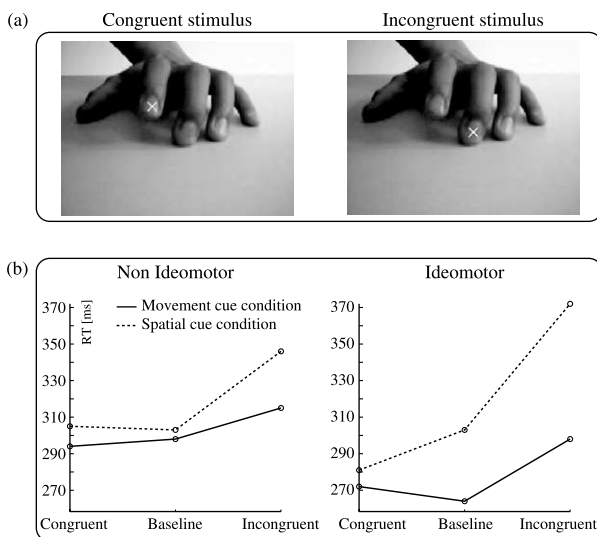 (a)
Congruent stimulus
Incongruent stimulus
×
×
(b)
Non Ideomotor
Ideomotor
370
350
330
310
290
270
RT [ms]
Movement cue condition
Spatial cue condition
Congruent
Baseline
Incongruent
370
350
330
310
290
270
Congruent
Baseline
Incongruent